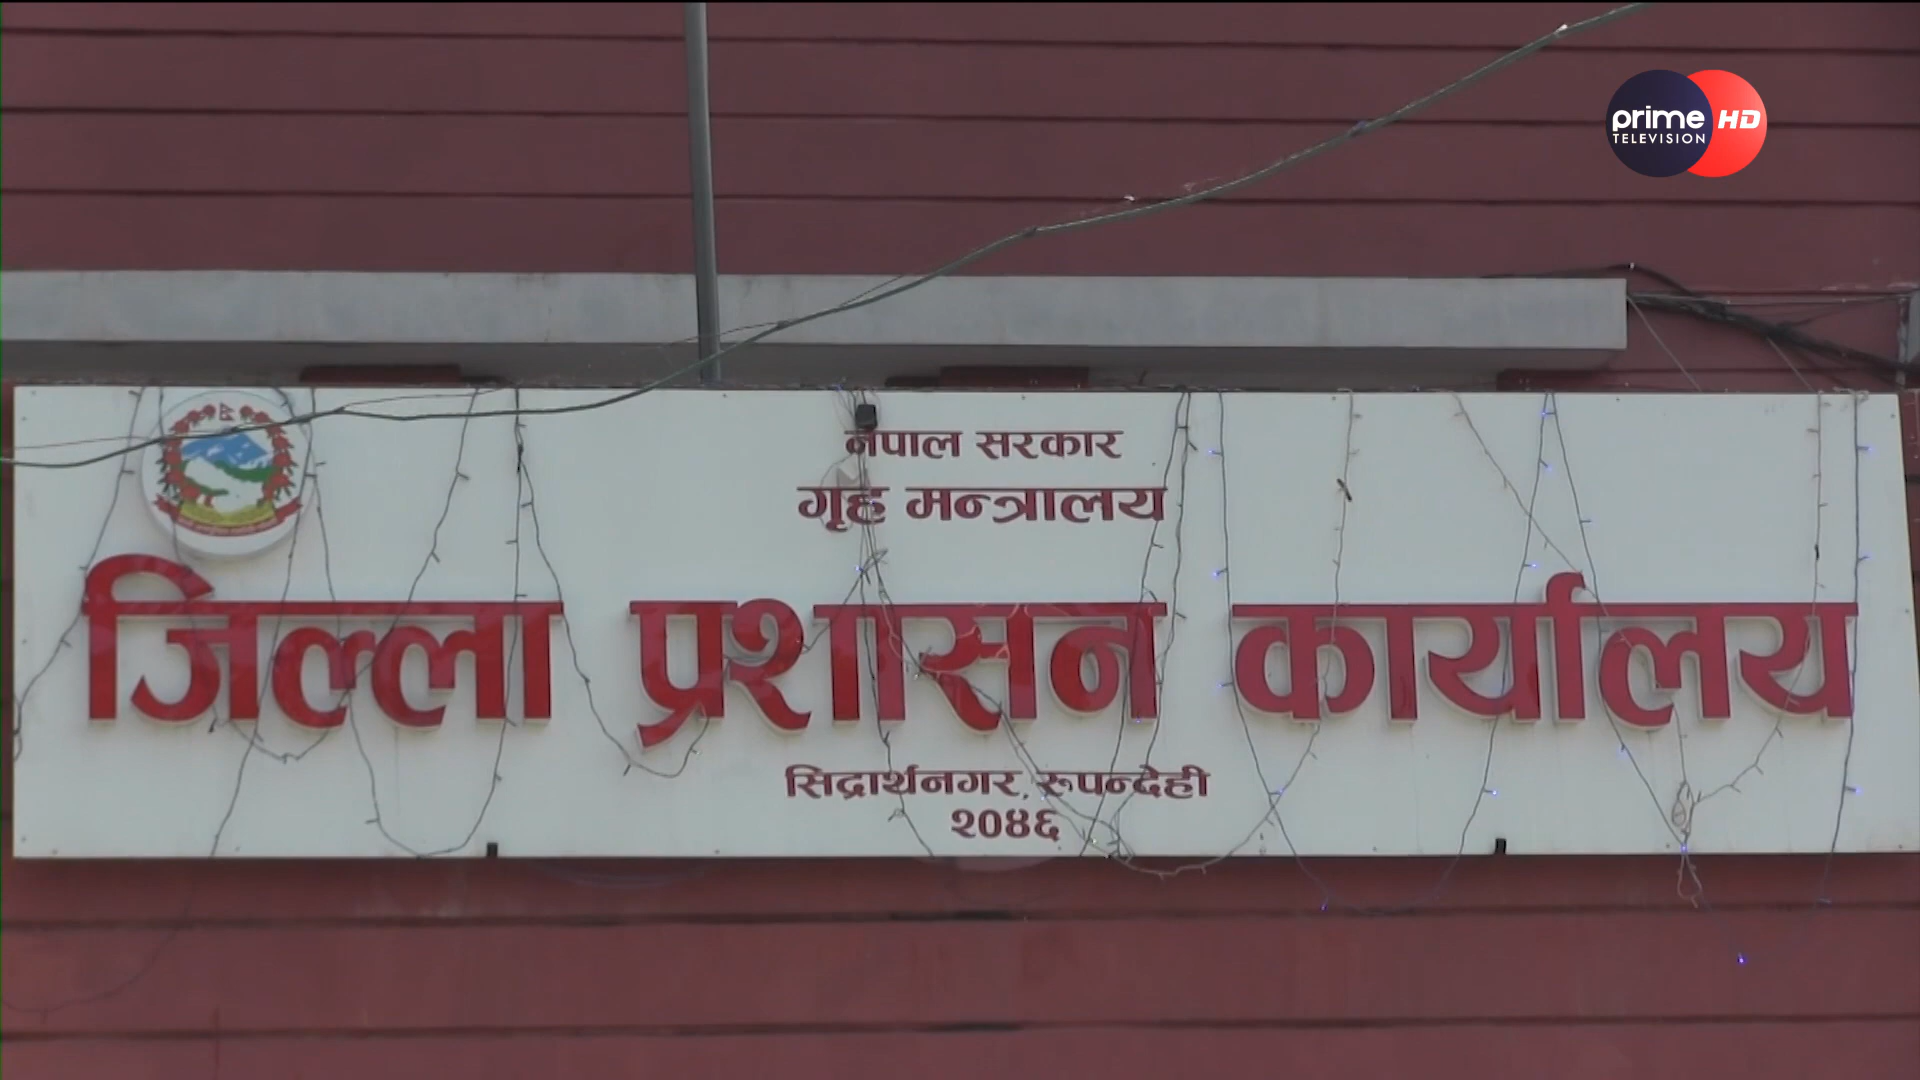 prime HD
TELEVISION
नेपाल सरकार
गृह मन्त्रालय
जिल्ला प्रशासन कार्यालय
सिद्धार्थनगर, रुपन्देही
२०४६